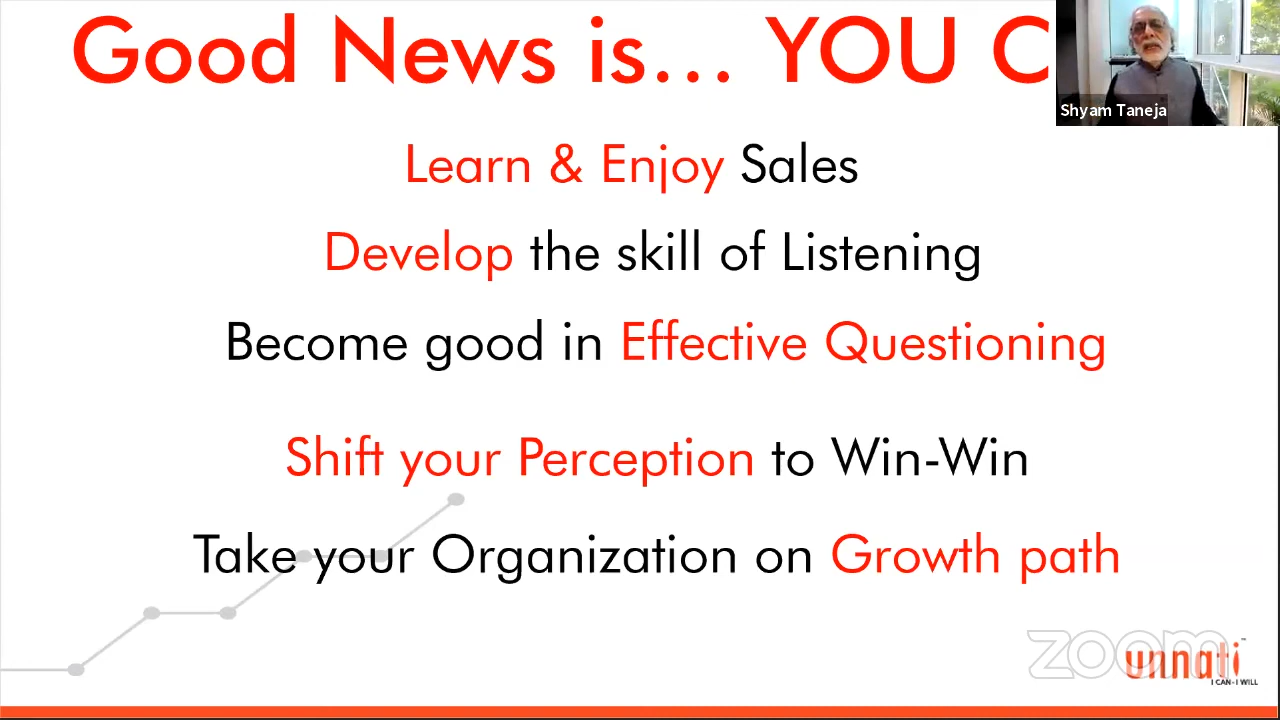 Good News is... YOU C
Shyam Taneja
Learn & Enjoy Sales
Develop the skill of Listening
Become good in Effective Questioning
Shift your Perception to Win-Win
Take your Organization on Growth path
zoom
unnati
I CAN - I WILL